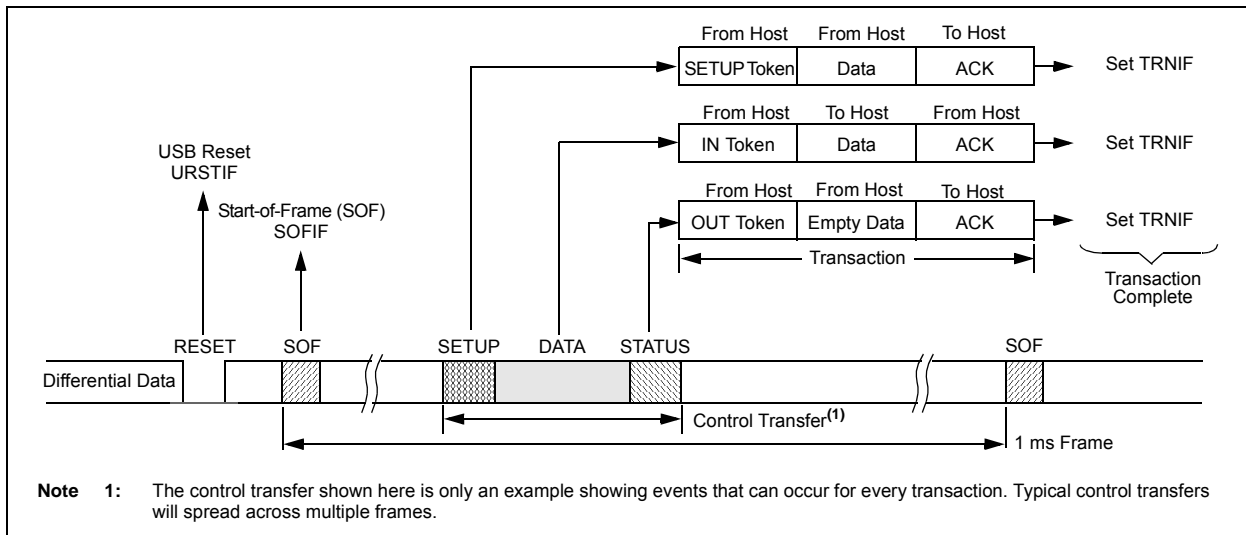 From Host From Host To Host
SETUP Token Data ACK Set TRNIF
From Host To Host From Host
IN Token Data ACK Set TRNIF
USB Reset
URSTIF
From Host From Host To Host
Start-of-Frame (SOF)
SOFIF
OUT Token Empty Data ACK Set TRNIF
Transaction
Transaction
Complete
RESET SOF SETUP DATA STATUS SOF
Differential Data
Control Transfer(1)
1 ms Frame
Note 1: The control transfer shown here is only an example showing events that can occur for every transaction. Typical control transfers
will spread across multiple frames.